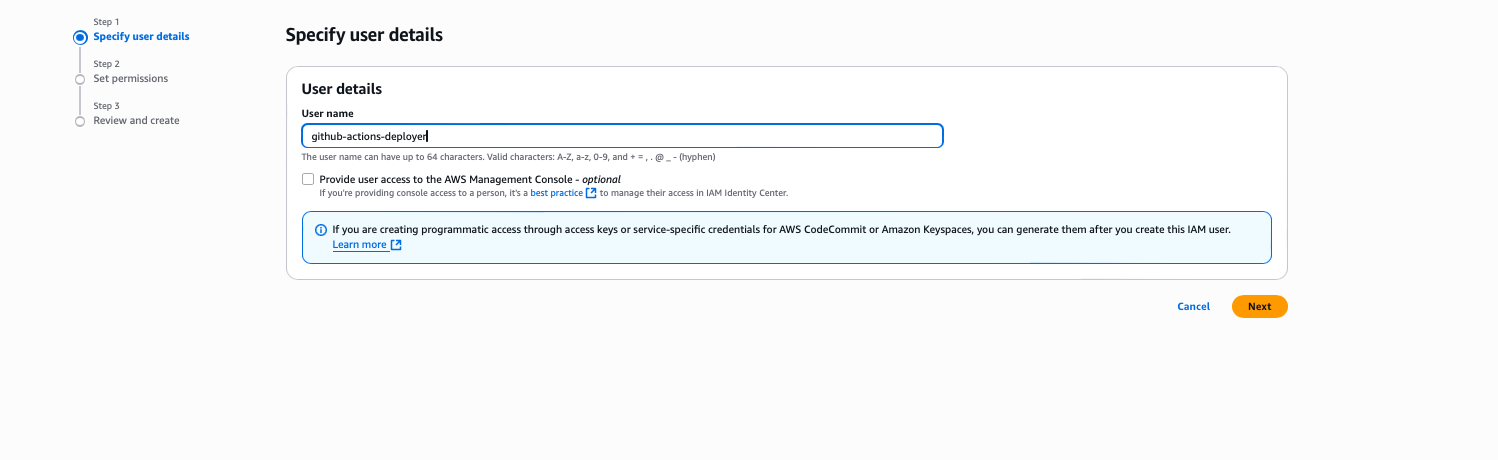 Step 1
Specify user details
Step 2
Set permissions
Step 3
Review and create
Specify user details
User details
User name
github-actions-deployer
The user name can have up to 64 characters. Valid characters: A-Z, a-z, 0-9, and + = , . @ _ - (hyphen)
Provide user access to the AWS Management Console - optional
If you're providing console access to a person, it's a best practice to manage their access in IAM Identity Center.
If you are creating programmatic access through access keys or service-specific credentials for AWS CodeCommit or Amazon Keyspaces, you can generate them after you create this IAM user.
Learn more
Cancel
Next